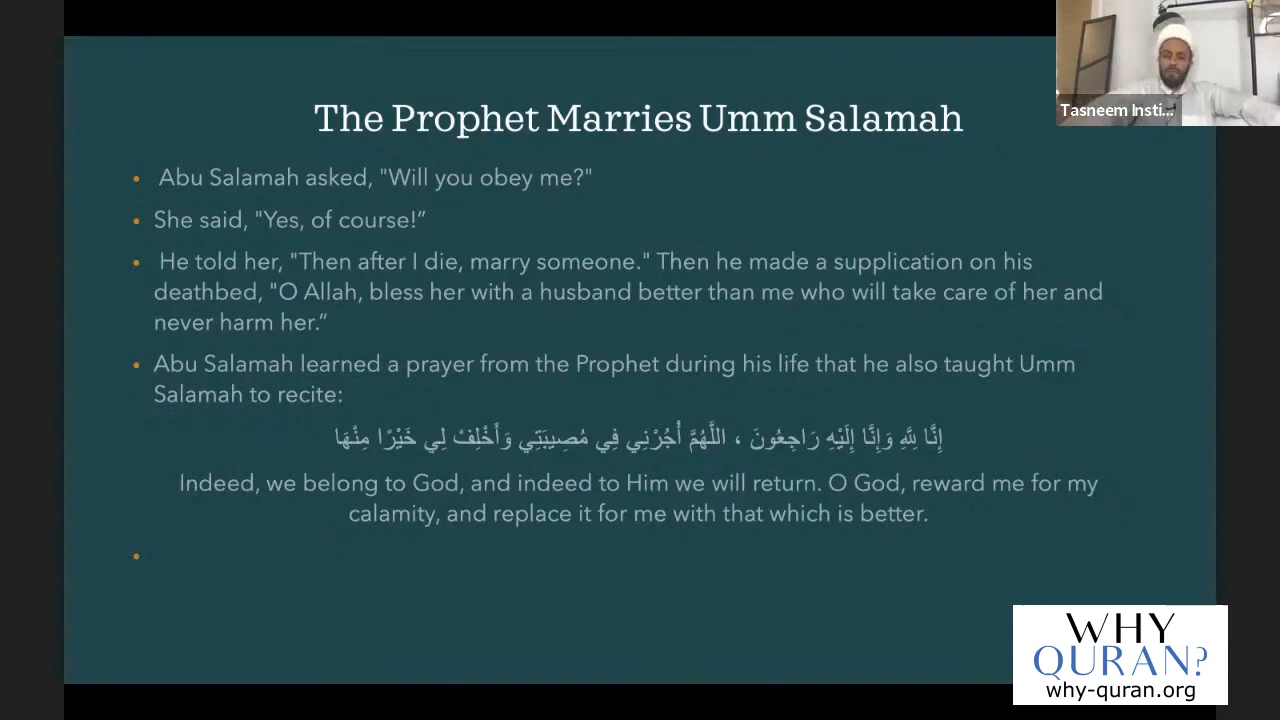 The Prophet Marries Umm Salamah
Tasneem Insti...
• Abu Salamah asked, "Will you obey me?"
• She said, "Yes, of course!”
• He told her, "Then after I die, marry someone." Then he made a supplication on his
deathbed, "O Allah, bless her with a husband better than me who will take care of her and
never harm her.”
• Abu Salamah learned a prayer from the Prophet during his life that he also taught Umm
Salamah to recite:
إِنَّا لِلَّهِ وَإِنَّا إِلَيْهِ رَاجِعُونَ ، اللَّهُمَّ أْجُرْنِي فِي مُصِيبَتِي وَأَخْلِفْ لِي خَيْرًا مِنْهَا
Indeed, we belong to God, and indeed to Him we will return. O God, reward me for my
calamity, and replace it for me with that which is better.
•
WHY
QURAN?
why-quran.org